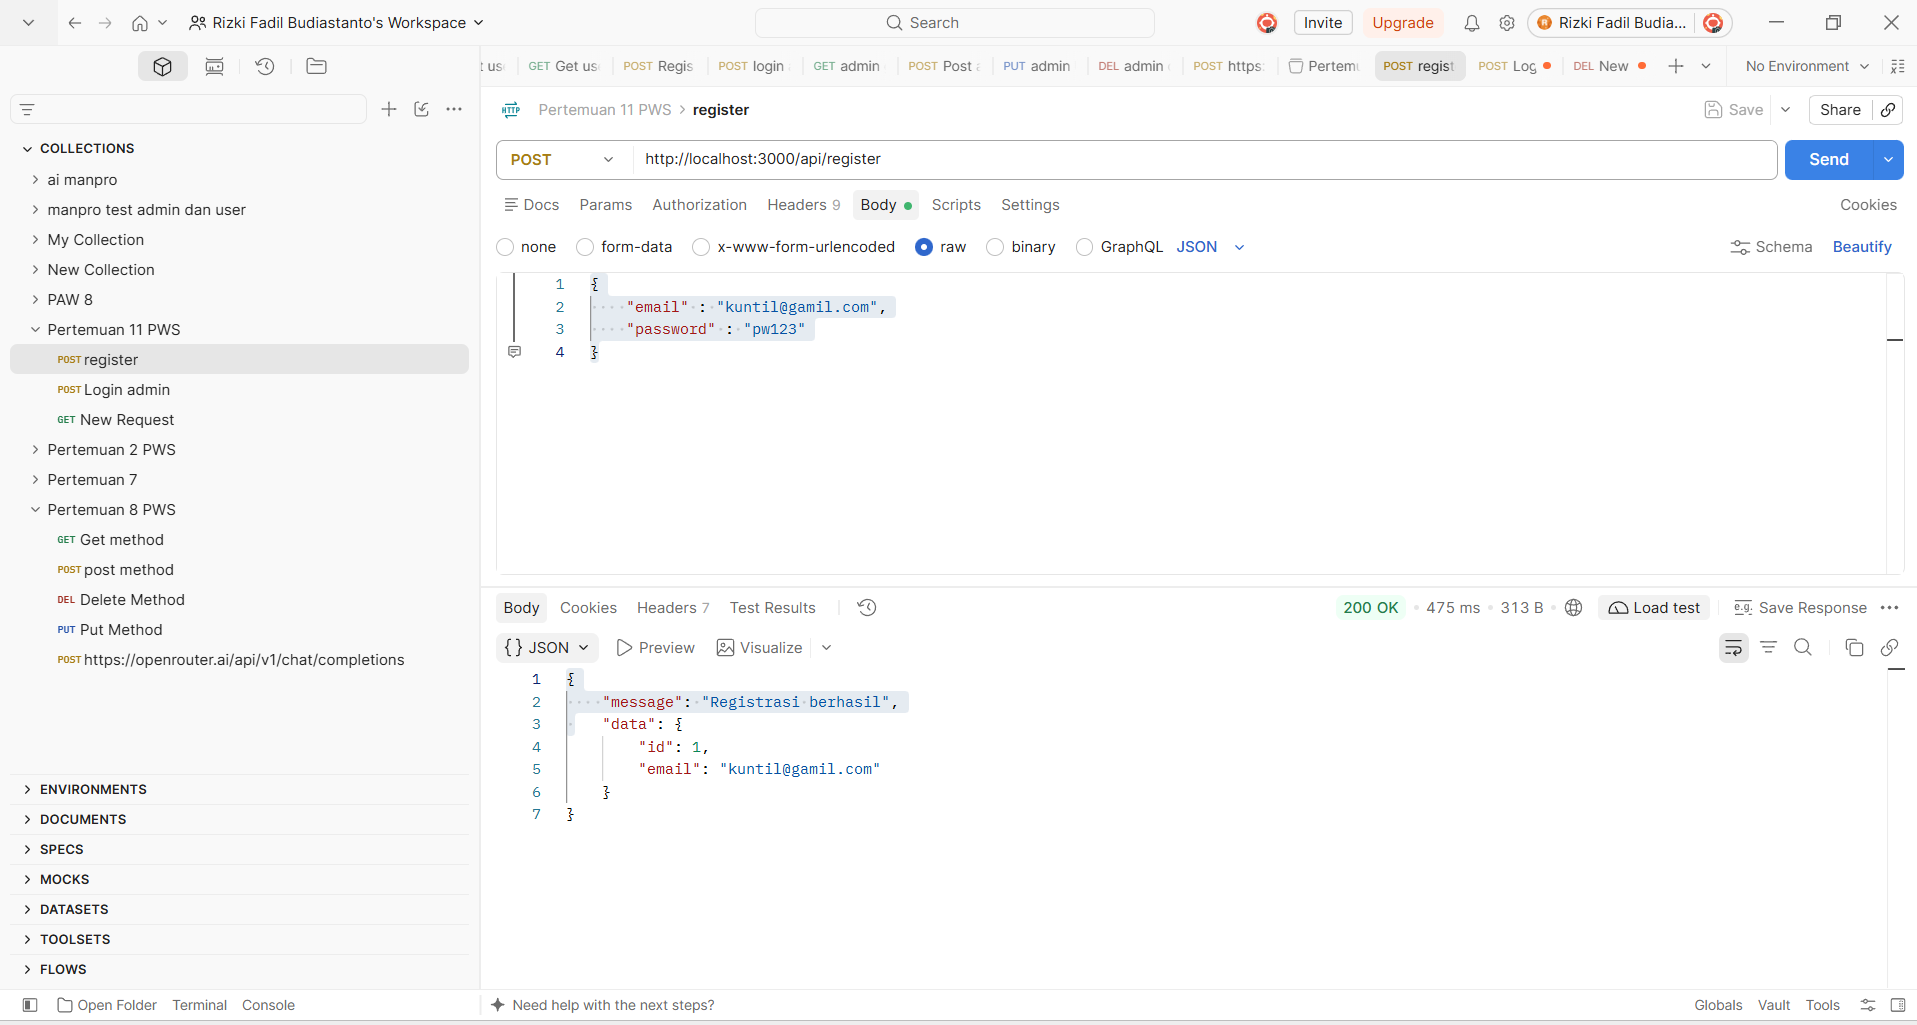 Rizki Fadil Budiastanto's Workspace
Search
Invite
Upgrade
R
Rizki Fadil Budia...
GET Get us
POST Regis
POST login
GET admin
POST Post
PUT admin
DEL admin
POST https:
Pertemu
POST regist
POST Log
DEL New
No Environment
HTTP
Pertemuan 11 PWS > register
Save
Share
POST
http://localhost:3000/api/register
Send
Docs
Params
Authorization
Headers 9
Body
Scripts
Settings
Cookies
none
form-data
x-www-form-urlencoded
raw
binary
GraphQL
JSON
Schema
Beautify
1 {
2 "email" : "kuntil@gamil.com",
3 "password" : "pw123"
4 }
COLLECTIONS
ai manpro
manpro test admin dan user
My Collection
New Collection
PAW 8
Pertemuan 11 PWS
POST register
POST Login admin
GET New Request
Pertemuan 2 PWS
Pertemuan 7
Pertemuan 8 PWS
GET Get method
POST post method
DEL Delete Method
PUT Put Method
POST https://openrouter.ai/api/v1/chat/completions
ENVIRONMENTS
DOCUMENTS
SPECS
MOCKS
DATASETS
TOOLSETS
FLOWS
Body
Cookies
Headers 7
Test Results
200 OK
475 ms
313 B
Load test
e.g. Save Response
{} JSON
Preview
Visualize
1 {
2 "message": "Registrasi berhasil",
3 "data": {
4 "id": 1,
5 "email": "kuntil@gamil.com"
6 }
7 }
Open Folder
Terminal
Console
Need help with the next steps?
Globals
Vault
Tools